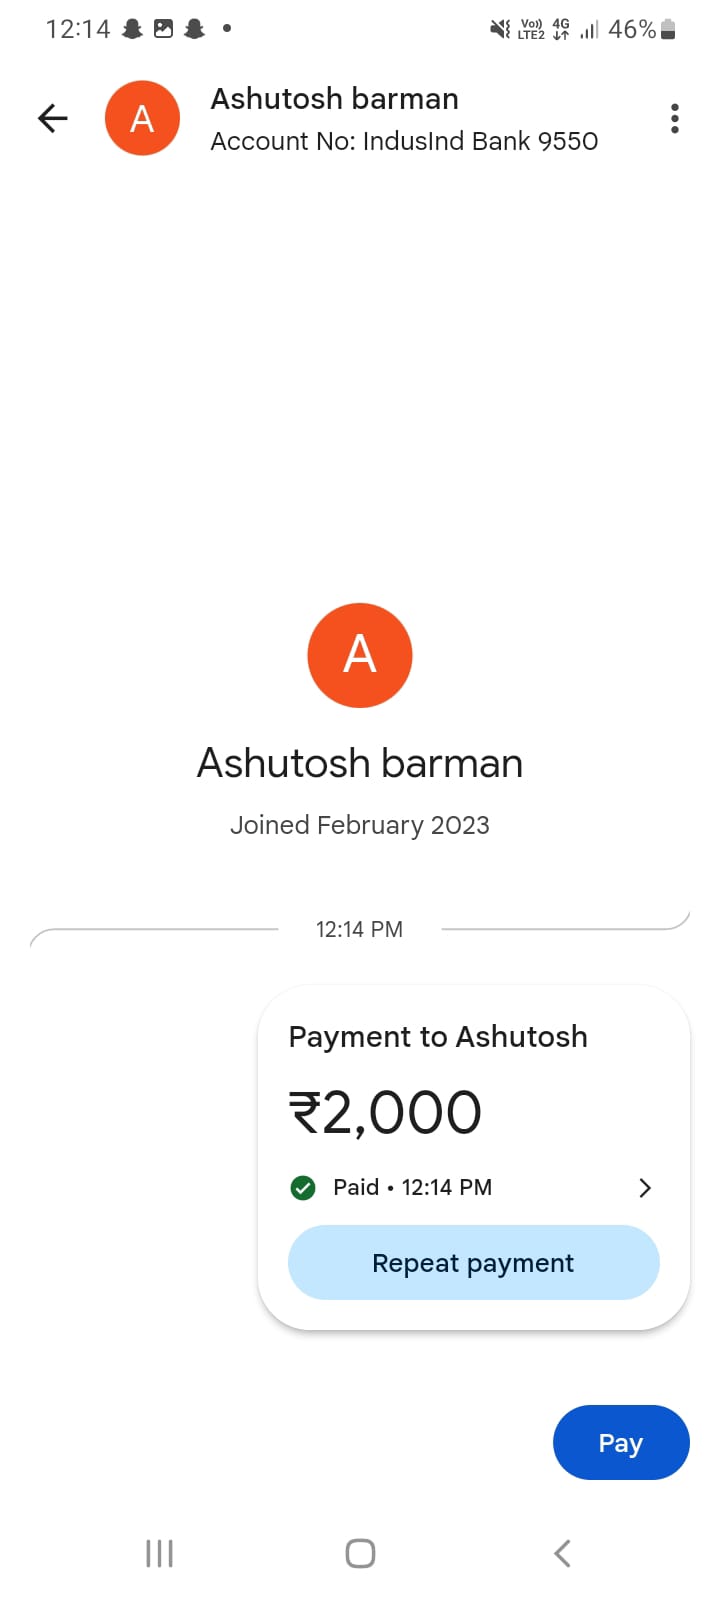 12:14
Vo)) 4G 46%
LTE2
A
Ashutosh barman
Account No: IndusInd Bank 9550
A
Ashutosh barman
Joined February 2023
12:14 PM
Payment to Ashutosh
₹2,000
Paid • 12:14 PM
Repeat payment
Pay